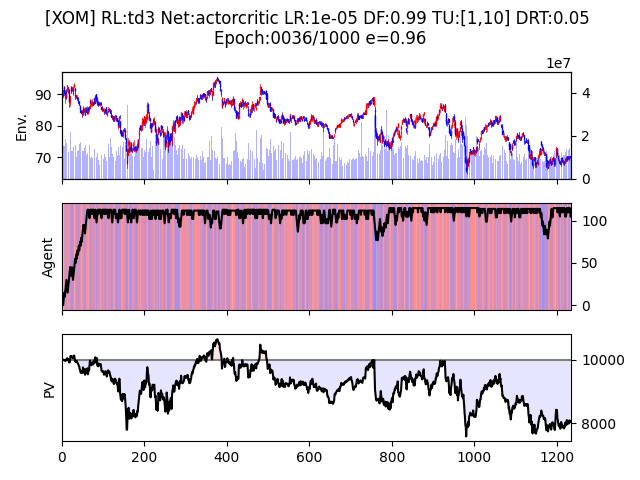 [XOM] RL:td3 Net:actorcritic LR:1e-05 DF:0.99 TU:[1,10] DRT:0.05
Epoch:0036/1000 e=0.96
1e7
Env.
90
80
70
4
2
0
Agent
100
50
0
PV
10000
8000
0 200 400 600 800 1000 1200